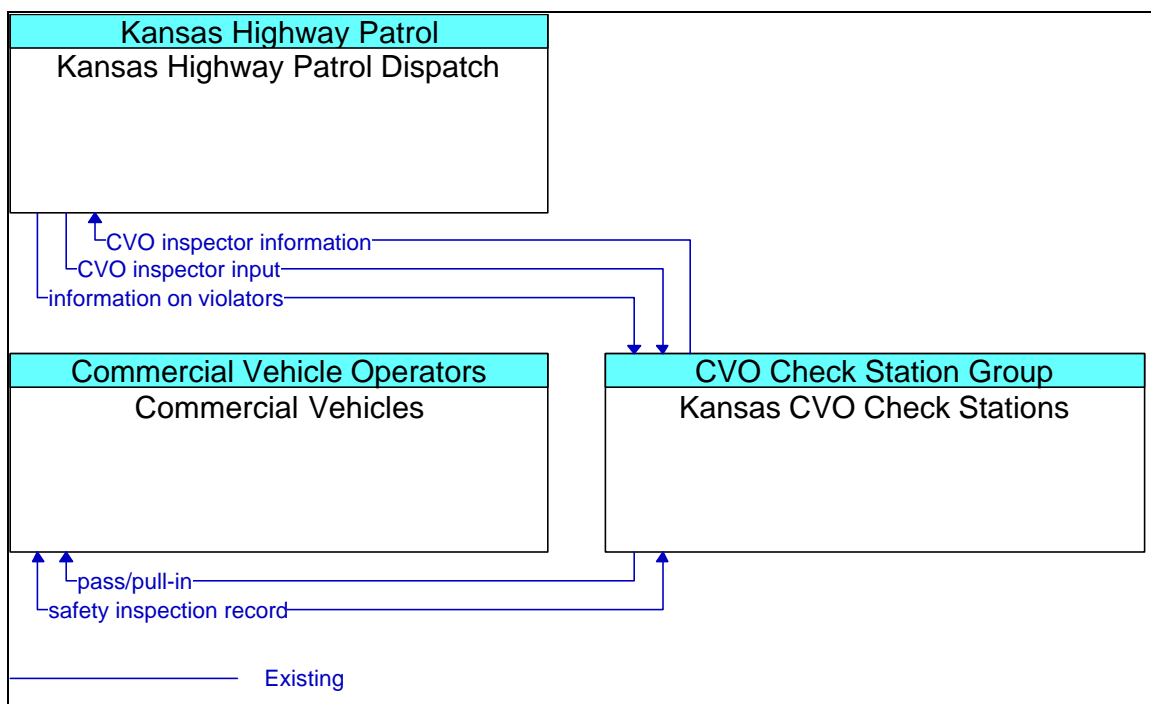 Kansas Highway Patrol
Kansas Highway Patrol Dispatch
CVO inspector information
CVO inspector input
information on violators
Commercial Vehicle Operators
Commercial Vehicles
CVO Check Station Group
Kansas CVO Check Stations
pass/pull-in
safety inspection record
Existing